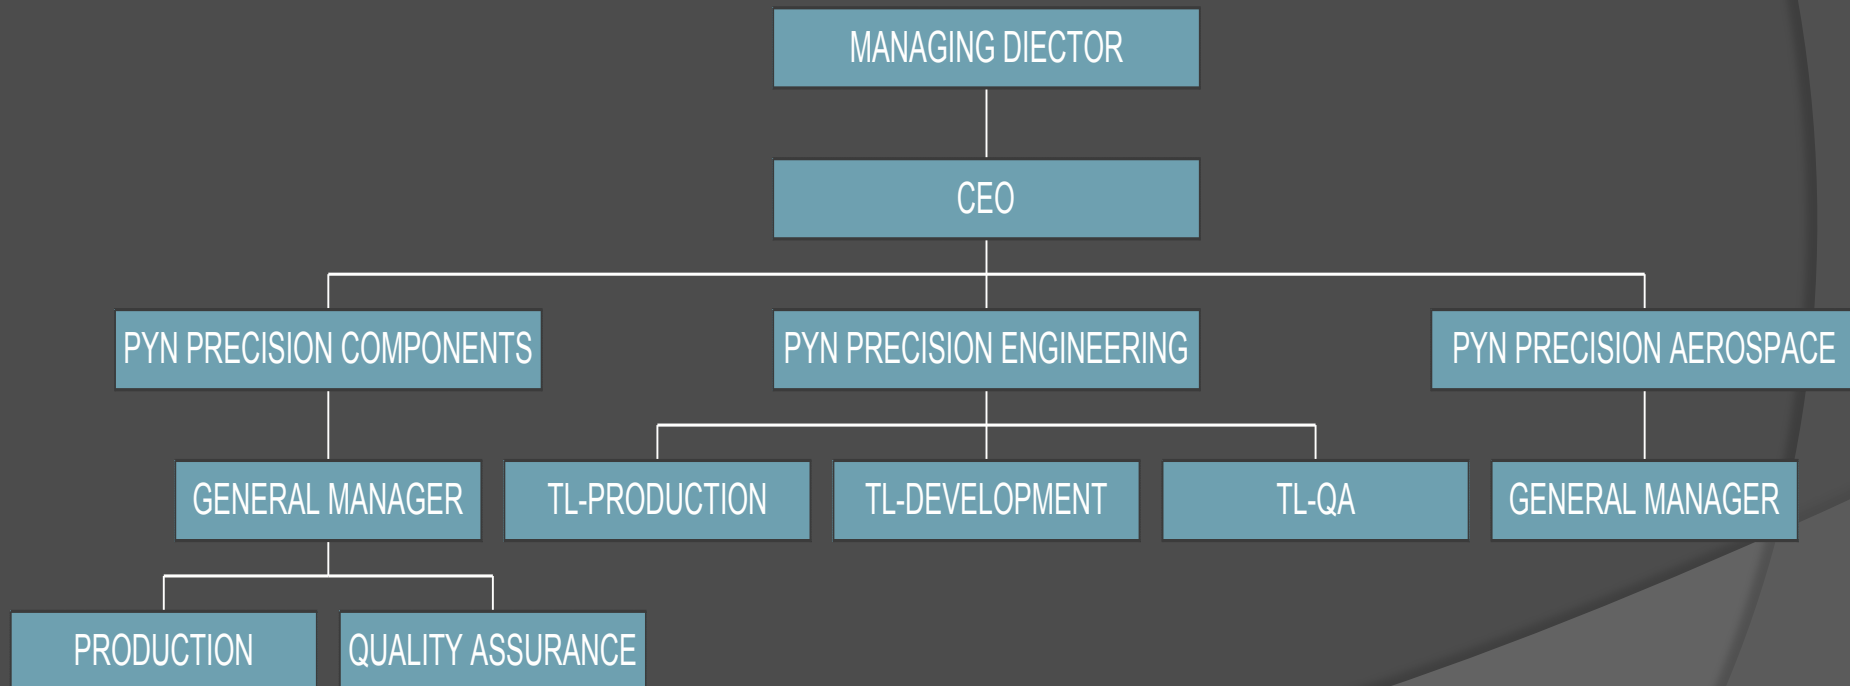 MANAGING DIECTOR
CEO
PYN PRECISION COMPONENTS
PYN PRECISION ENGINEERING
PYN PRECISION AEROSPACE
GENERAL MANAGER
TL-PRODUCTION
TL-DEVELOPMENT
TL-QA
GENERAL MANAGER
PRODUCTION
QUALITY ASSURANCE